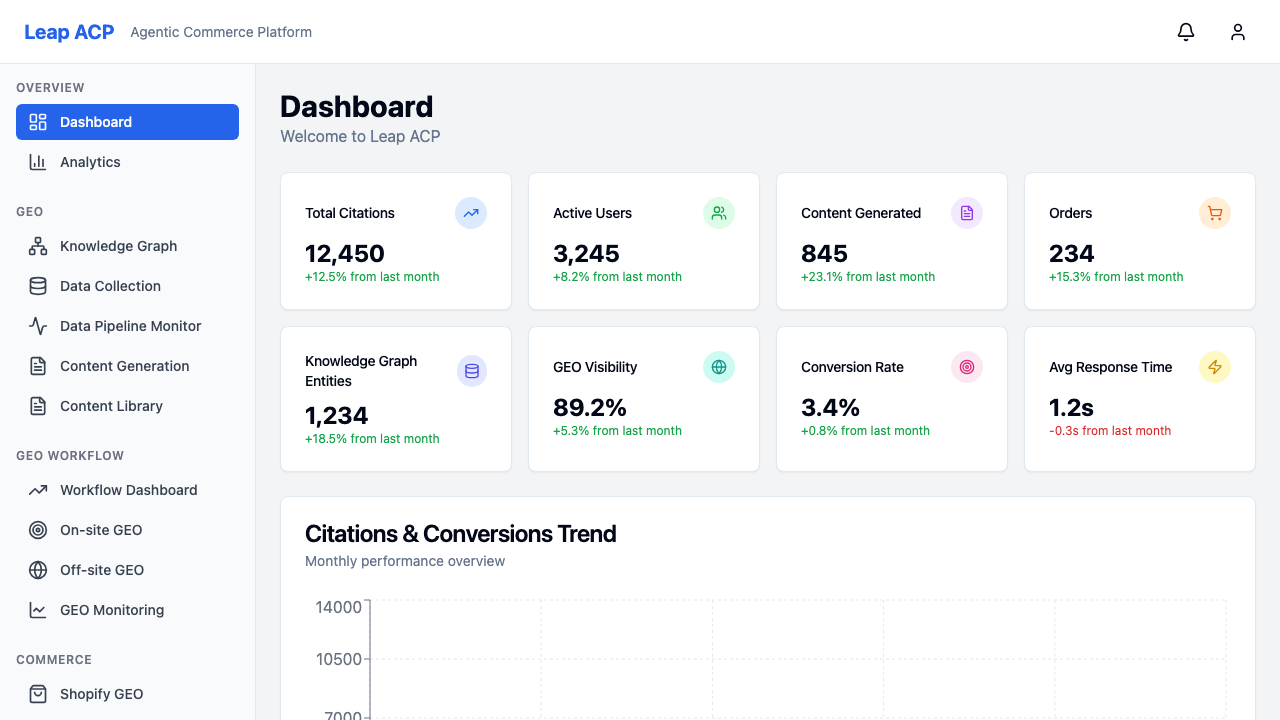 Leap ACP
Agentic Commerce Platform
OVERVIEW
Dashboard
Analytics
GEO
Knowledge Graph
Data Collection
Data Pipeline Monitor
Content Generation
Content Library
GEO WORKFLOW
Workflow Dashboard
On-site GEO
Off-site GEO
GEO Monitoring
COMMERCE
Shopify GEO
Dashboard
Welcome to Leap ACP
Total Citations
12,450
+12.5% from last month
Active Users
3,245
+8.2% from last month
Content Generated
845
+23.1% from last month
Orders
234
+15.3% from last month
Knowledge Graph
Entities
1,234
+18.5% from last month
GEO Visibility
89.2%
+5.3% from last month
Conversion Rate
3.4%
+0.8% from last month
Avg Response Time
1.2s
-0.3s from last month
Citations & Conversions Trend
Monthly performance overview
14000
10500
7000